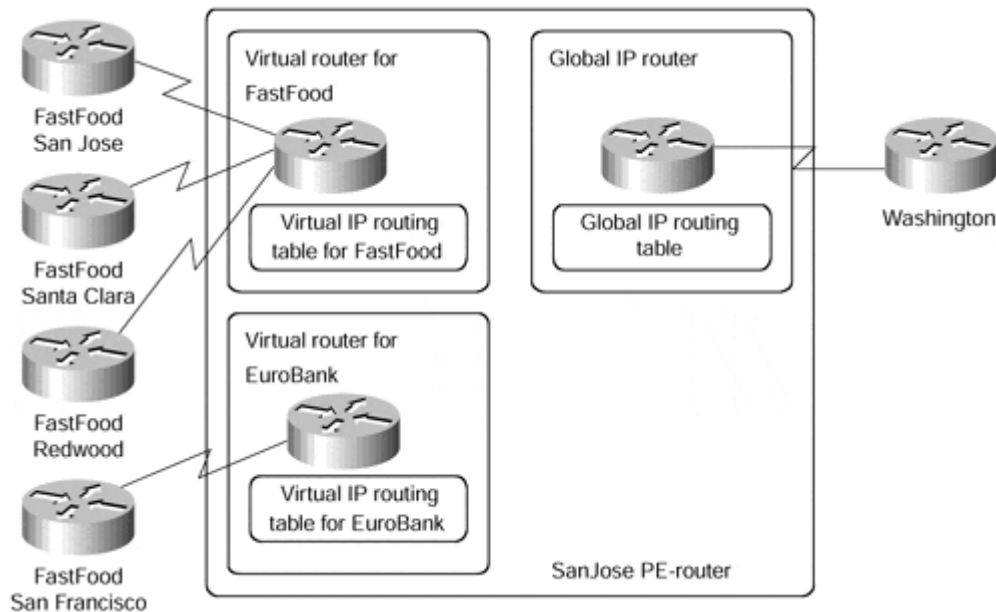 FastFood
San Jose
FastFood
Santa Clara
FastFood
Redwood
FastFood
San Francisco
Virtual router for
FastFood
Virtual IP routing
table for FastFood
Virtual router for
EuroBank
Virtual IP routing
table for EuroBank
Global IP router
Global IP routing
table
SanJose PE-router
Washington